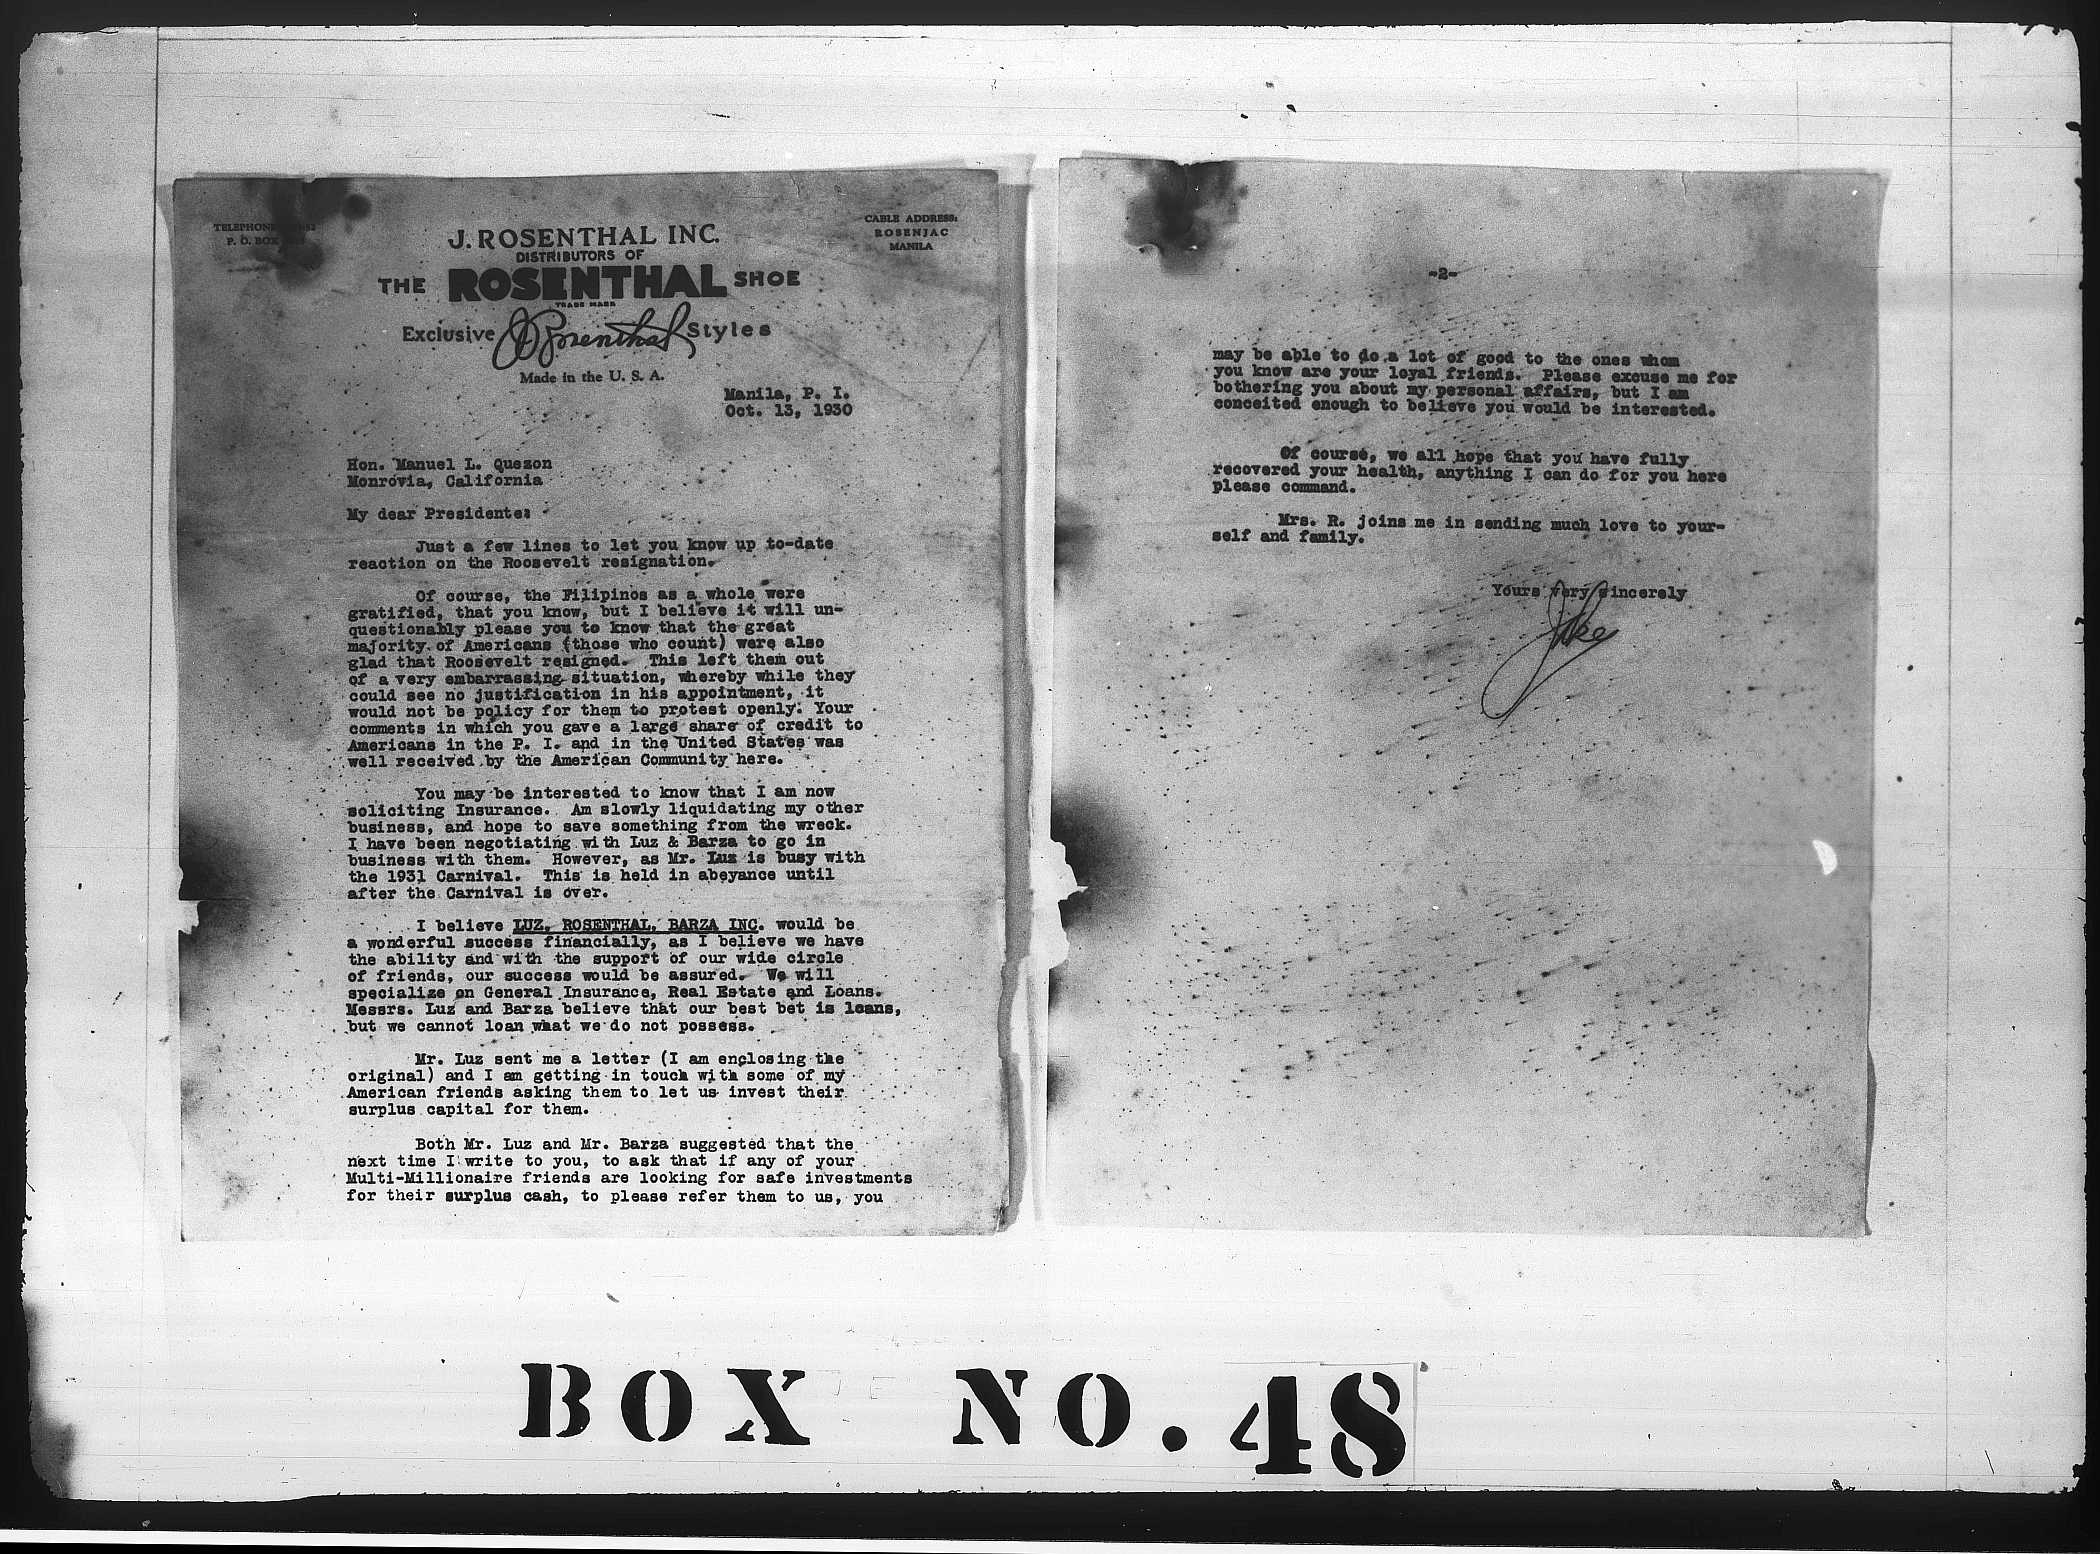 TELEPHONE
P. O. BOX
CABLE ADDRESS:
ROSENJAC
MANILA
J. ROSENTHAL INC.
DISTRIBUTORS OF
THE ROSENTHAL SHOE
TRADE MARK
Exclusive J Rosenthal Styles
Made in the U. S. A.
Manila, P. I.
Oct. 13, 1930
Hon. Manuel L. Quezon
Monrovia, California
My dear Presidente:
Just a few lines to let you know up to-date
reaction on the Roosevelt resignation.
Of course, the Filipinos as a whole were
gratified, that you know, but I believe it will un-
questionably please you to know that the great
majority of Americans (those who count) were also
glad that Roosevelt resigned. This left them out
of a very embarrassing situation, whereby while they
could see no justification in his appointment, it
would not be policy for them to protest openly. Your
comments in which you gave a large share of credit to
Americans in the P. I. and in the United States was
well received by the American Community here.
You may be interested to know that I am now
soliciting Insurance. Am slowly liquidating my other
business, and hope to save something from the wreck.
I have been negotiating with Luz & Barza to go in
business with them. However, as Mr. Luz is busy with
the 1931 Carnival. This is held in abeyance until
after the Carnival is over.
I believe LUZ, ROSENTHAL, BARZA INC. would be
a wonderful success financially, as I believe we have
the ability and with the support of our wide circle
of friends, our success would be assured. We will
specialize on General Insurance, Real Estate and Loans.
Messrs. Luz and Barza believe that our best bet is loans,
but we cannot loan what we do not possess.
Mr. Luz sent me a letter (I am enclosing the
original) and I am getting in touch with some of my
American friends asking them to let us invest their
surplus capital for them.
Both Mr. Luz and Mr. Barza suggested that the
next time I write to you, to ask that if any of your
Multi-Millionaire friends are looking for safe investments
for their surplus cash, to please refer them to us, you
-2-
may be able to do a lot of good to the ones whom
you know are your loyal friends. Please excuse me for
bothering you about my personal affairs, but I am
conceited enough to believe you would be interested.
Of course, we all hope that you have fully
recovered your health, anything I can do for you here
please command.
Mrs. R. joins me in sending much love to your-
self and family.
Yours very sincerely
Jake
BOX NO. 48